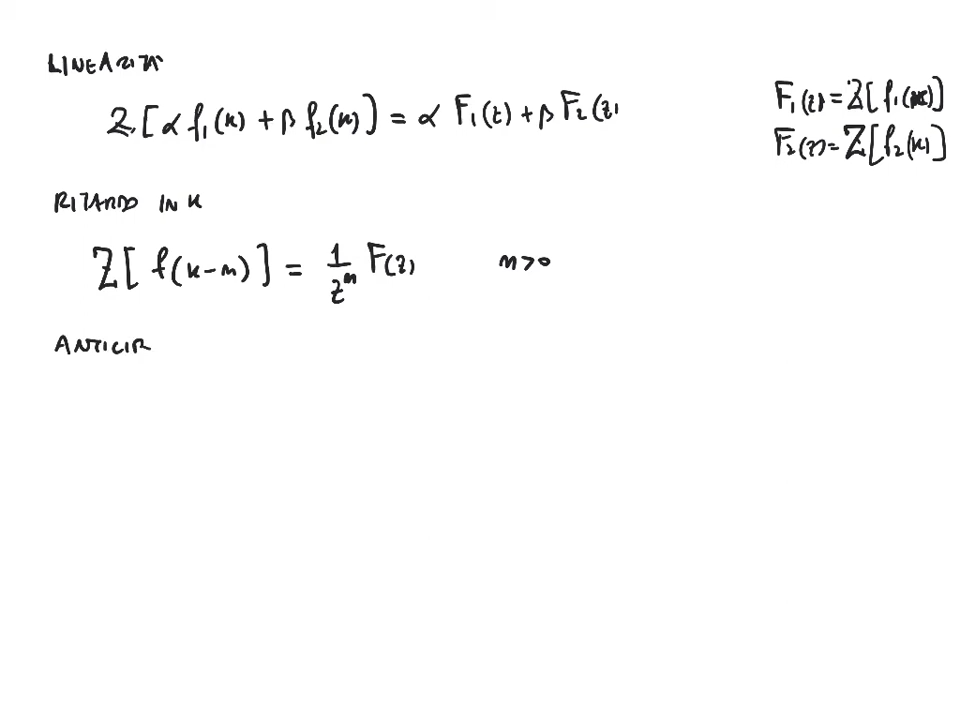 LINEARITÀ
Z[α f₁(k) + β f₂(k)] = α F₁(z) + β F₂(z)
F₁(z) = Z[f₁(k)]
F₂(z) = Z[f₂(k)]
RITARDO IN K
Z[f(k-n)] = 1/zⁿ F(z) n>0
ANTICIP